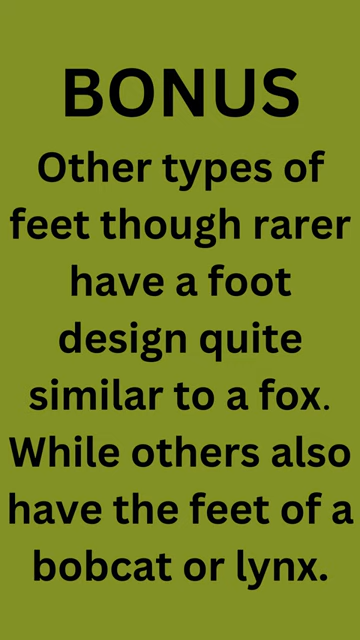 BONUS
Other types of
feet though rarer
have a foot
design quite
similar to a fox.
While others also
have the feet of a
bobcat or lynx.